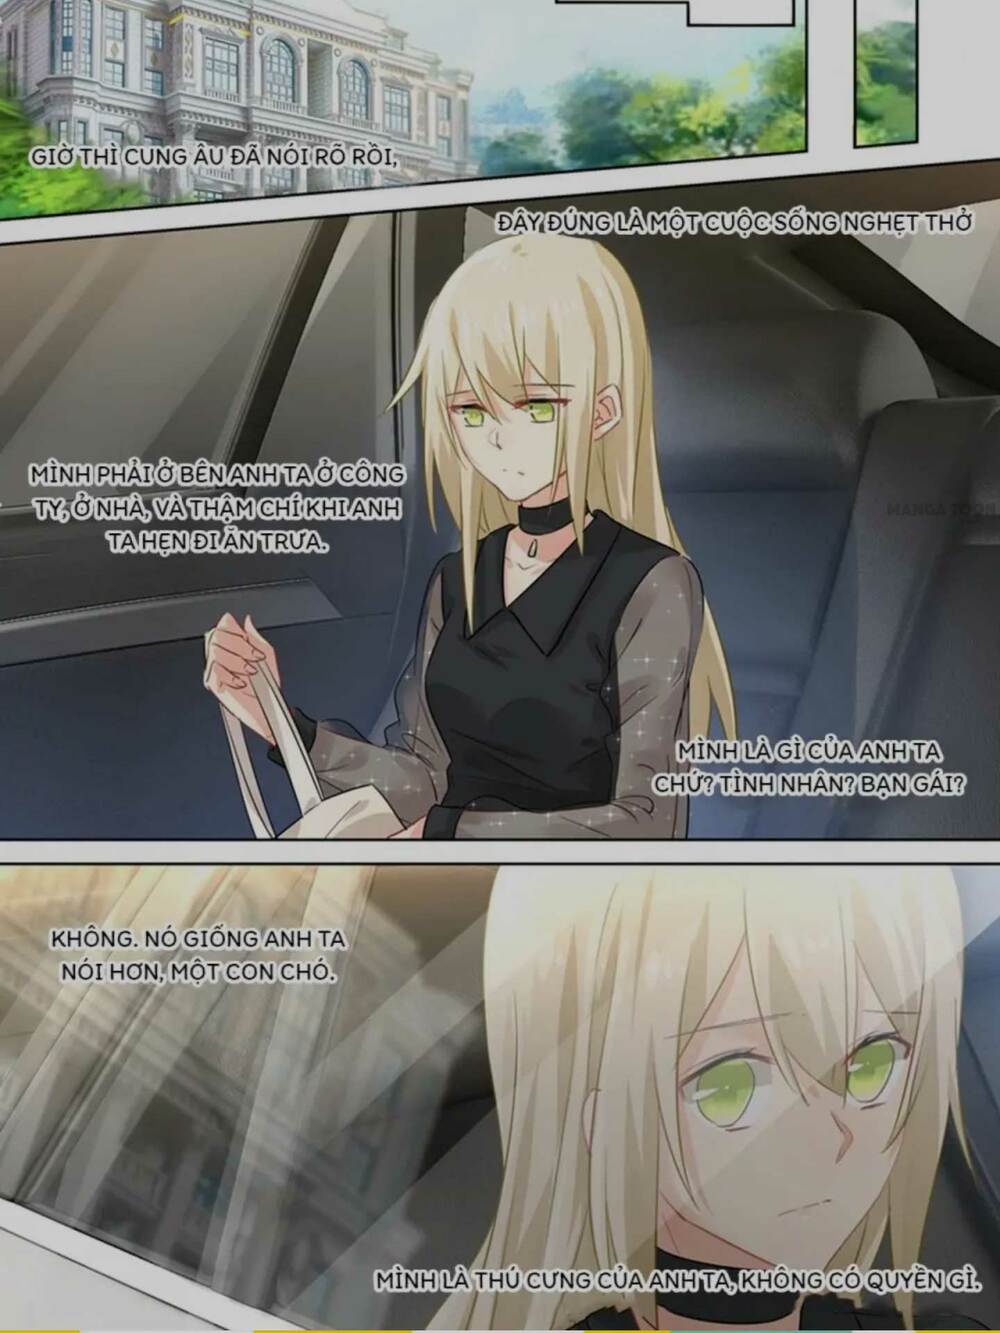 GIỜ THÌ CUNG ÂU ĐÃ NÓI RÕ RỒI,
ĐẬY ĐÚNG LÀ MỘT CUỘC SỐNG NGHẸT THỞ
MÌNH PHẢI Ở BÊN ANH TA Ở CÔNG
TY, Ở NHÀ, VÀ THẬM CHÍ KHI ANH
TA HẸN ĐI ĂN TRƯA.
MANGA TOON
MÌNH LÀ GÌ CỦA ANH TA
CHỨ? TÌNH NHÂN? BẠN GÁI?
KHÔNG. NÓ GIỐNG ANH TA
NÓI HƠN, MỘT CON CHÓ.
MÌNH LÀ THÚ CƯNG CỦA ANH TA, KHÔNG CÓ QUYỀN GÌ.